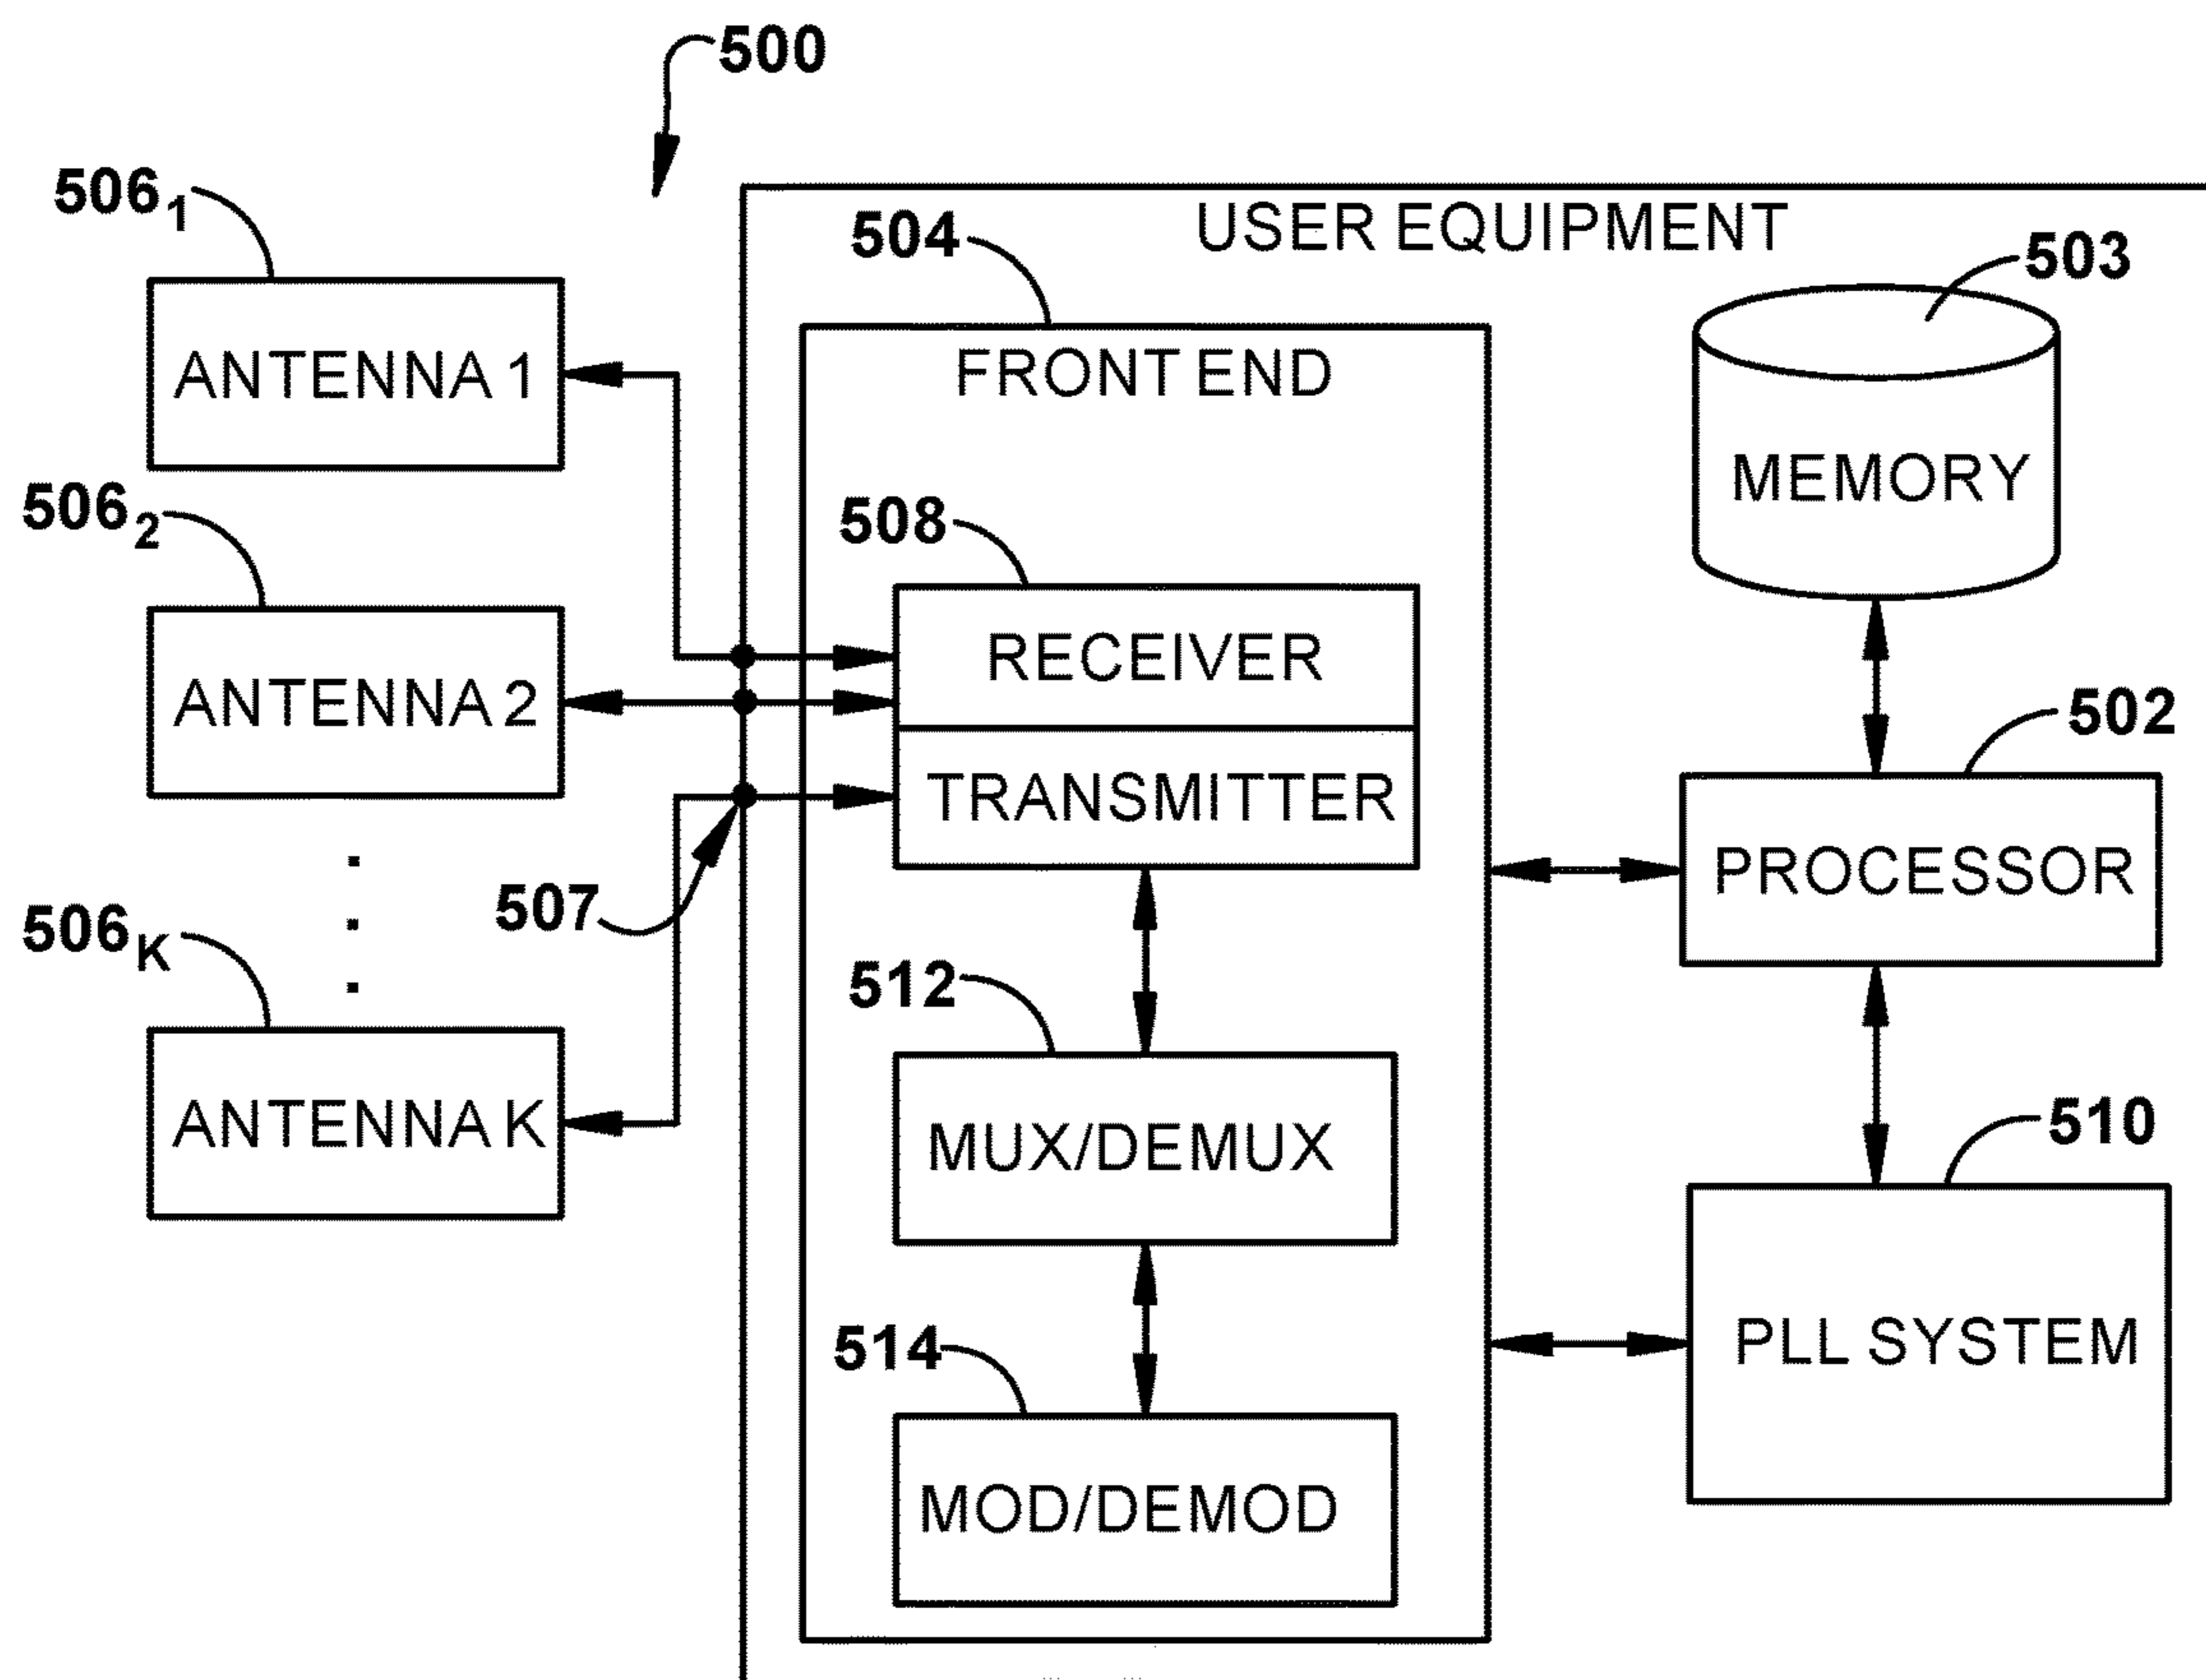 500
506₁
504
USER EQUIPMENT
503
ANTENNA 1
FRONT END
MEMORY
506₂
508
RECEIVER
ANTENNA 2
502
TRANSMITTER
PROCESSOR
507
506K
512
ANTENNA K
MUX/DEMUX
510
514
PLL SYSTEM
MOD/DEMOD